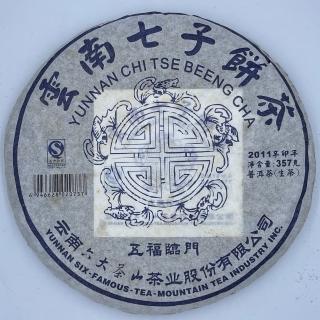 雲南七子餅茶
YUNNAN CHI TSE BEENG CHA
2011年印年
净含量:357克
普洱茶(生茶)
五福臨門
云南六大茶山茶业股份有限公司
YUNNAN SIX-FAMOUS-TEA-MOUNTAIN TEA INDUSTRY INC.